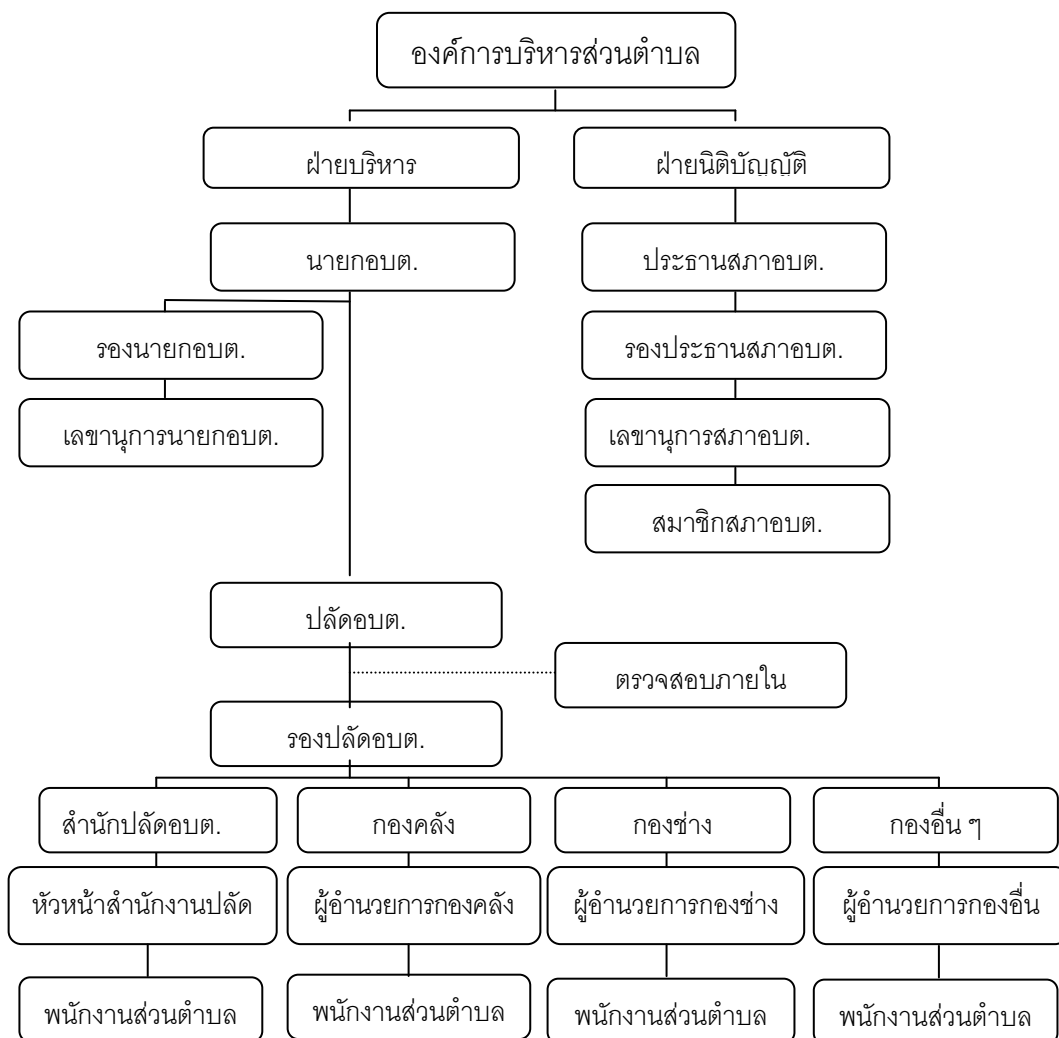 องค์การบริหารส่วนตำบล
ฝ่ายบริหาร
ฝ่ายนิติบัญญัติ
นายกอบต.
ประธานสภาอบต.
รองนายกอบต.
รองประธานสภาอบต.
เลขานุการนายกอบต.
เลขานุการสภาอบต.
สมาชิกสภาอบต.
ปลัดอบต.
ตรวจสอบภายใน
รองปลัดอบต.
สำนักปลัดอบต.
กองคลัง
กองช่าง
กองอื่น ๆ
หัวหน้าสำนักงานปลัด
ผู้อำนวยการกองคลัง
ผู้อำนวยการกองช่าง
ผู้อำนวยการกองอื่น
พนักงานส่วนตำบล
พนักงานส่วนตำบล
พนักงานส่วนตำบล
พนักงานส่วนตำบล